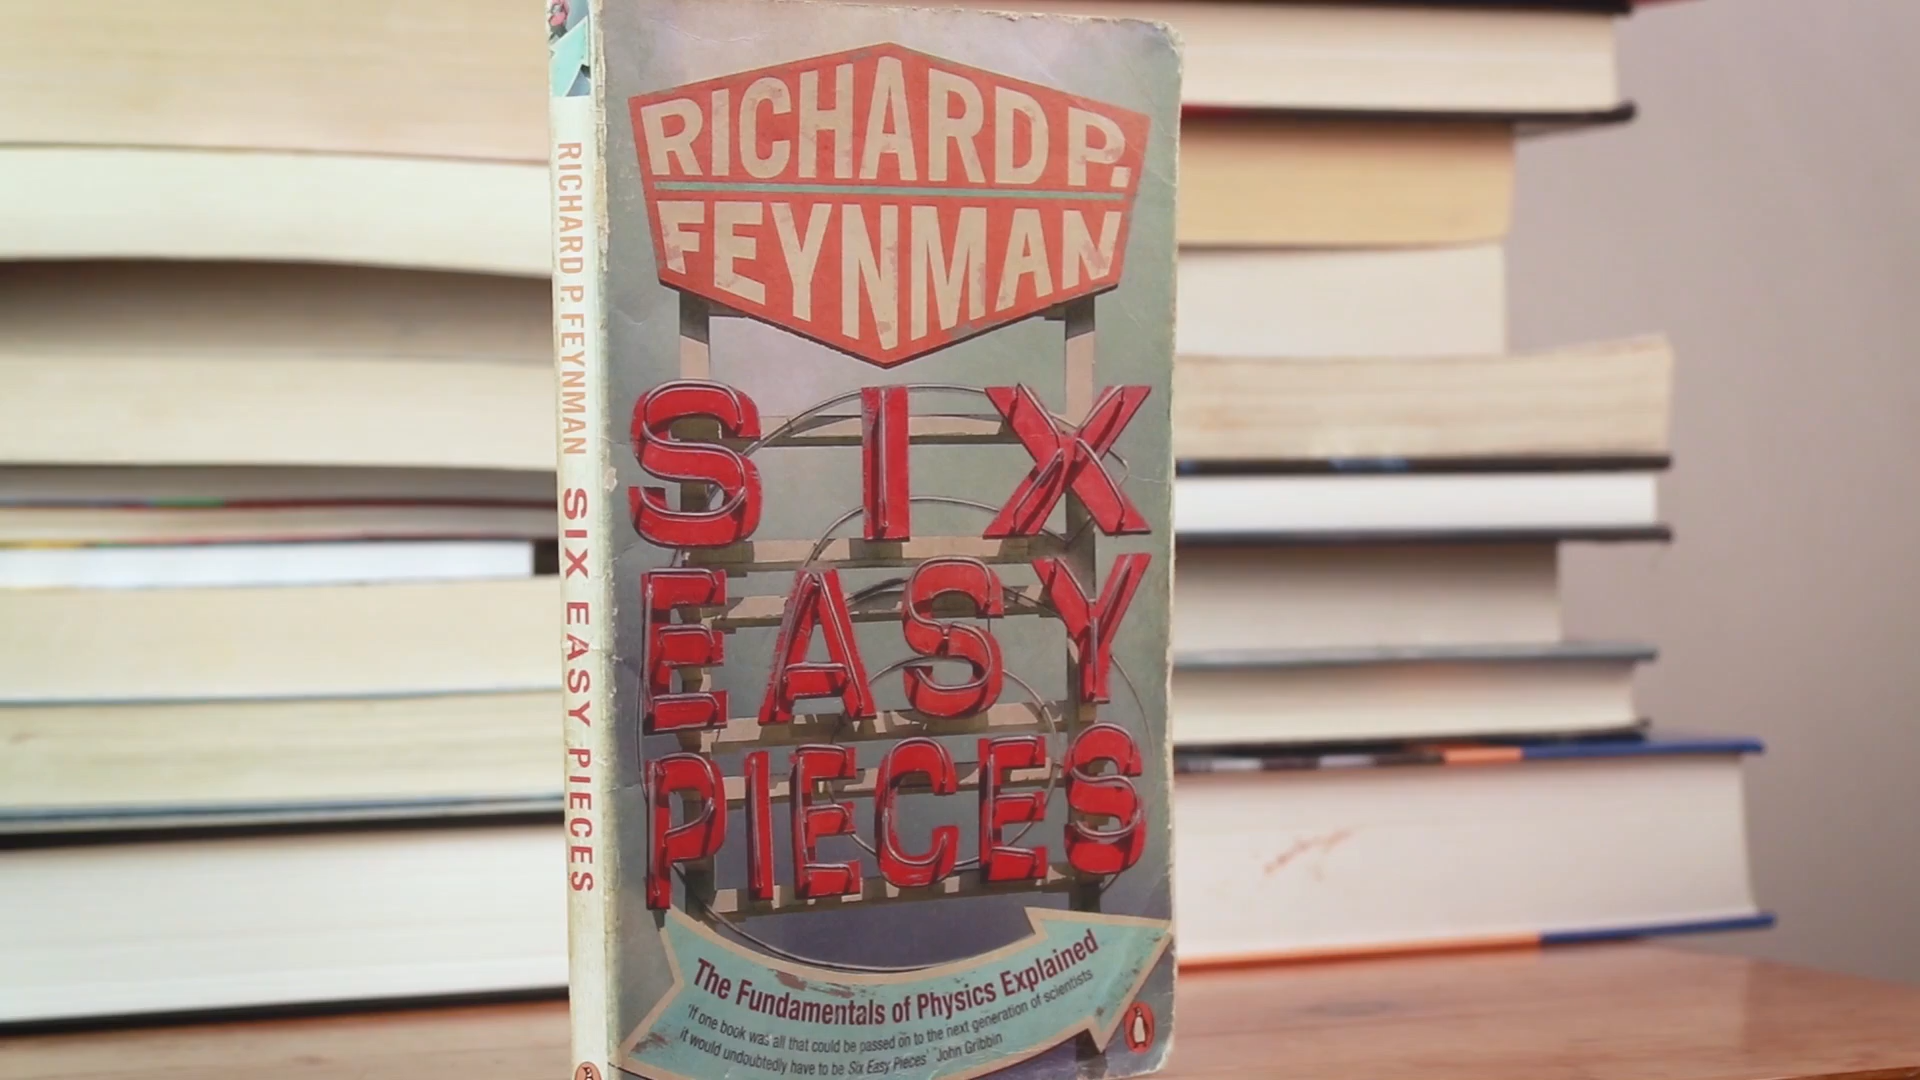 RICHARD P. FEYNMAN SIX EASY PIECES
RICHARD P.
FEYNMAN
SIX
EASY
PIECES
The Fundamentals of Physics Explained
'If one book was all that could be passed on to the next generation of scientists
it would undoubtedly have to be Six Easy Pieces' John Gribbin